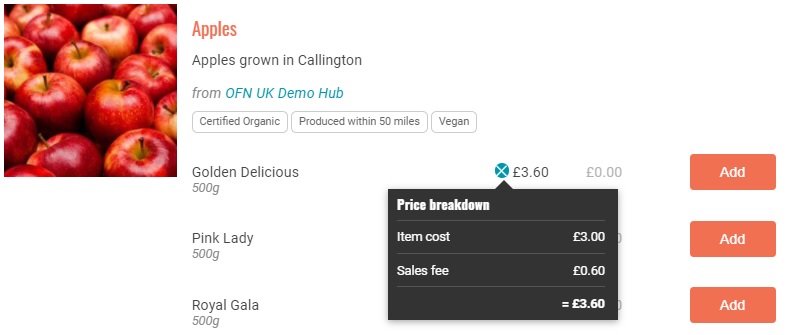 Apples
Apples grown in Callington
from OFN UK Demo Hub
Certified Organic Produced within 50 miles Vegan
Golden Delicious £3.60 £0.00 Add
500g
Price breakdown
Item cost £3.00
Sales fee £0.60
= £3.60
Pink Lady Add
500g
Royal Gala Add
500g